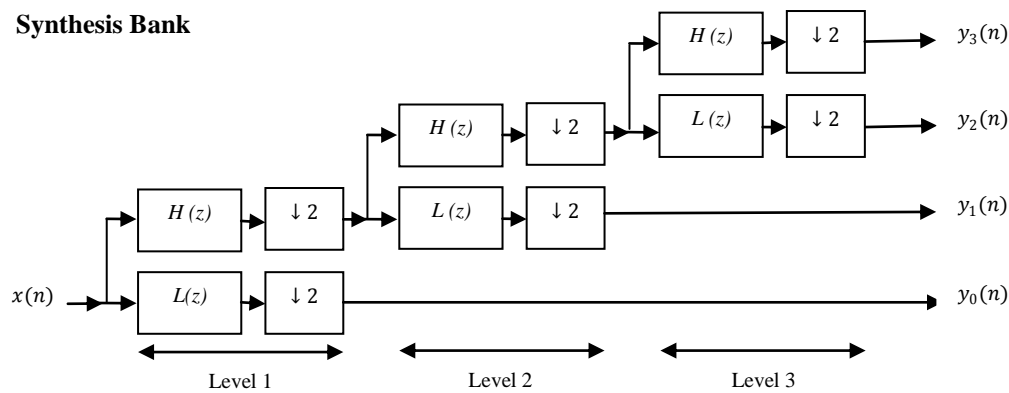 Synthesis Bank
H (z) ↓ 2 y₃(n)
H (z) ↓ 2 L (z) ↓ 2 y₂(n)
H (z) ↓ 2 L (z) ↓ 2 y₁(n)
x(n) L(z) ↓ 2 y₀(n)
Level 1 Level 2 Level 3